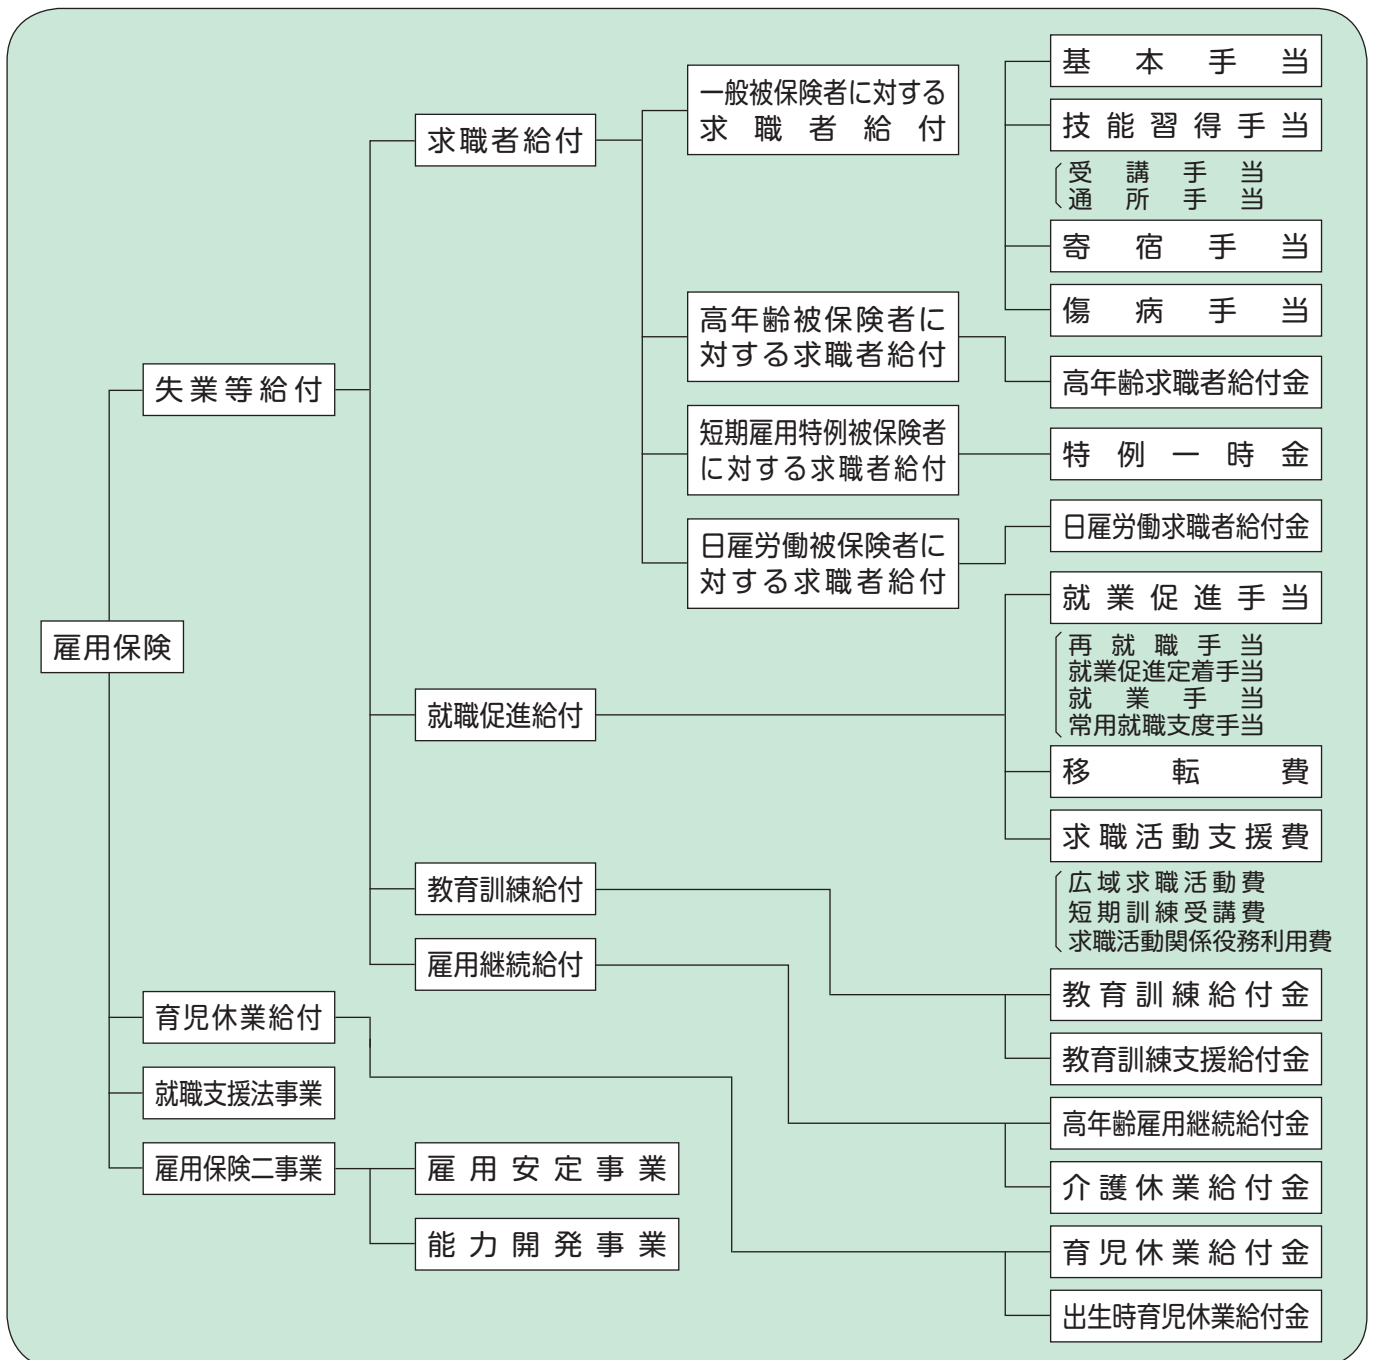 雇用保険
失業等給付
求職者給付
一般被保険者に対する
求職者給付
基本手当
技能習得手当
受講手当
通所手当
寄宿手当
傷病手当
高年齢被保険者に
対する求職者給付
高年齢求職者給付金
短期雇用特例被保険者
に対する求職者給付
特例一時金
日雇労働被保険者に
対する求職者給付
日雇労働求職者給付金
就職促進給付
就業促進手当
再就職手当
就業促進定着手当
就業手当
常用就職支度手当
移転費
求職活動支援費
広域求職活動費
短期訓練受講費
求職活動関係役務利用費
教育訓練給付
教育訓練給付金
教育訓練支援給付金
雇用継続給付
高年齢雇用継続給付金
介護休業給付金
育児休業給付
育児休業給付金
出生時育児休業給付金
就職支援法事業
雇用保険二事業
雇用安定事業
能力開発事業